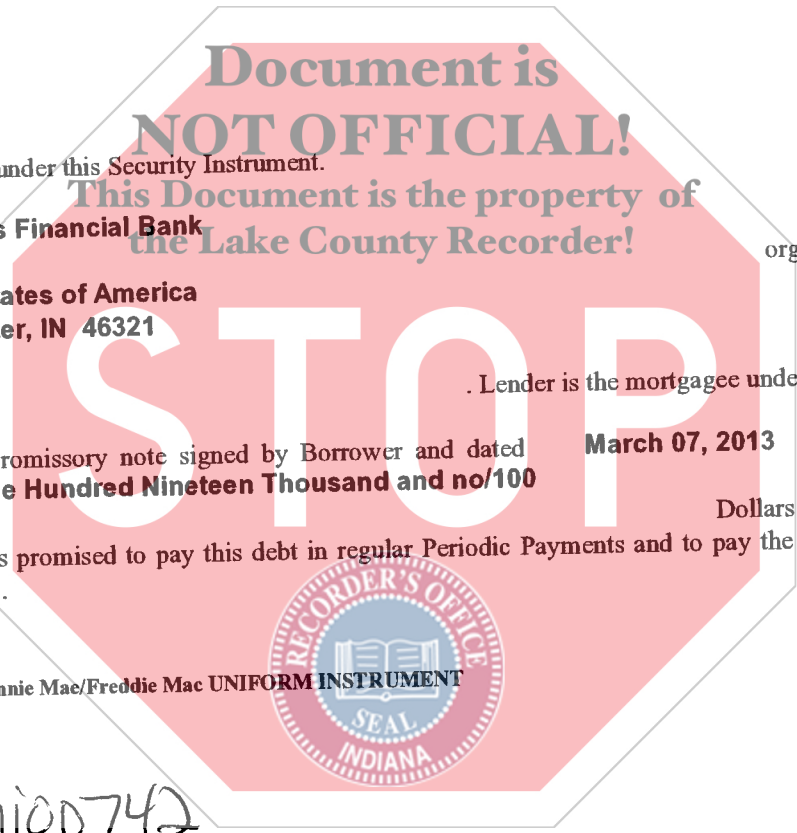 Document is
NOT OFFICIAL!
under this Security Instrument.
This Document is the property of
s Financial Bank
the Lake County Recorder!
org
ates of America
er, IN 46321
STOP
. Lender is the mortgagee unde
romissory note signed by Borrower and dated March 07, 2013
e Hundred Nineteen Thousand and no/100
Dollars
s promised to pay this debt in regular Periodic Payments and to pay the
.
RECORDER'S OFFICE
nnie Mae/Freddie Mac UNIFORM INSTRUMENT
SEAL
INDIANA